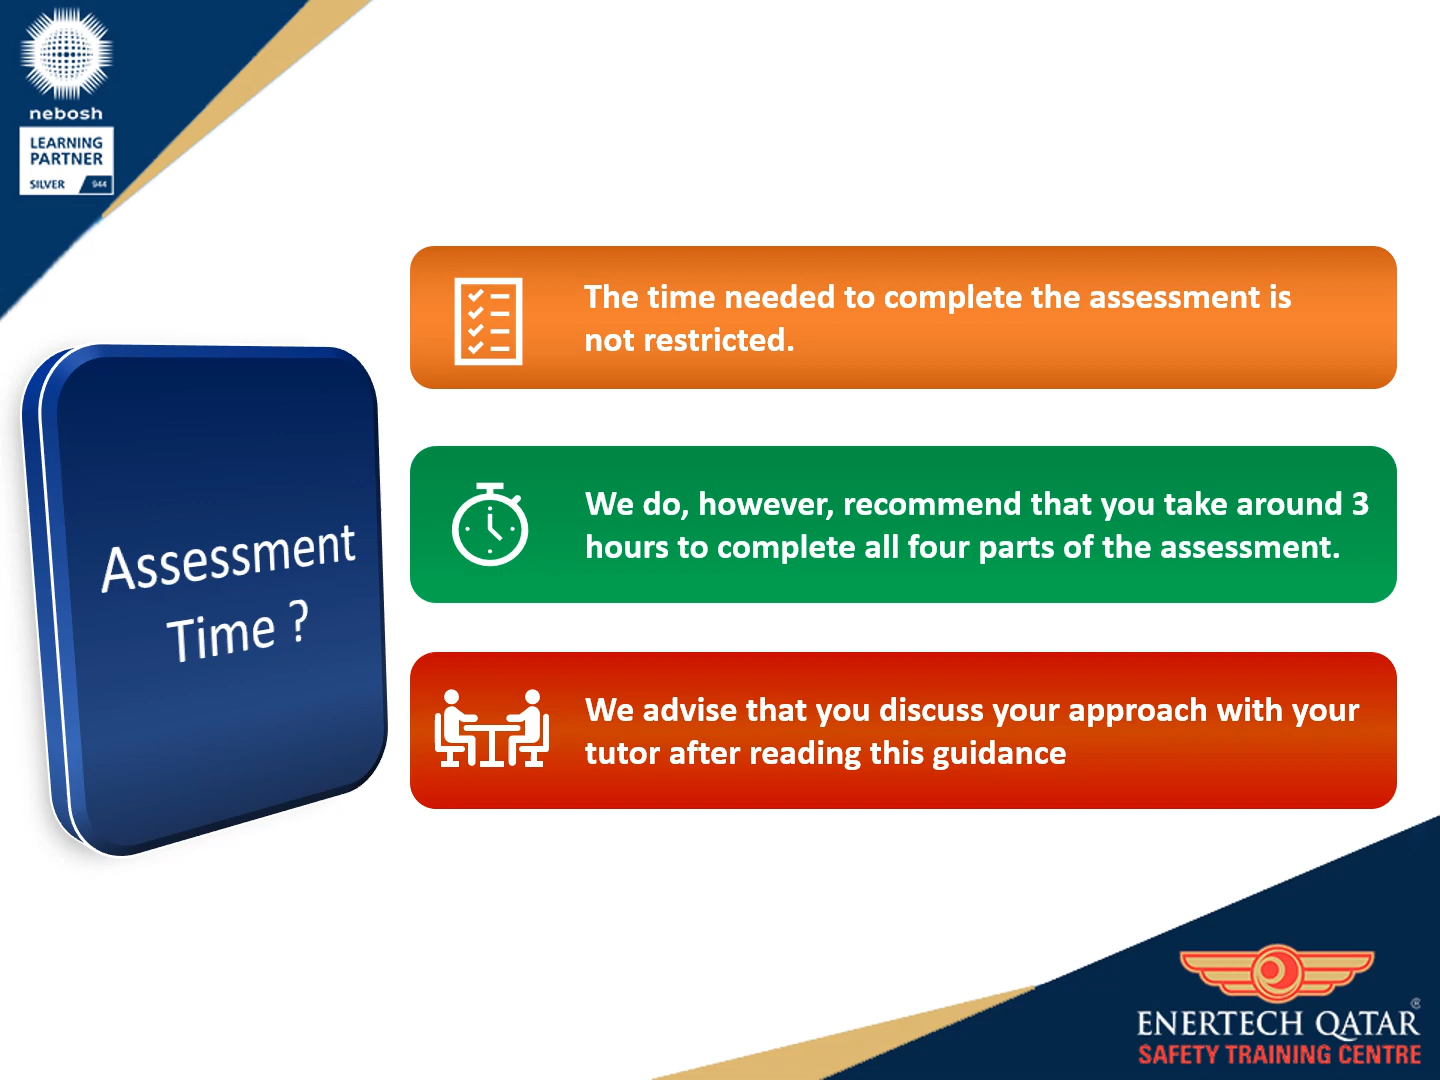 nebosh
LEARNING
PARTNER
SILVER 944
Assessment
Time ?
The time needed to complete the assessment is
not restricted.
We do, however, recommend that you take around 3
hours to complete all four parts of the assessment.
We advise that you discuss your approach with your
tutor after reading this guidance
ENERTECH QATAR®
SAFETY TRAINING CENTRE